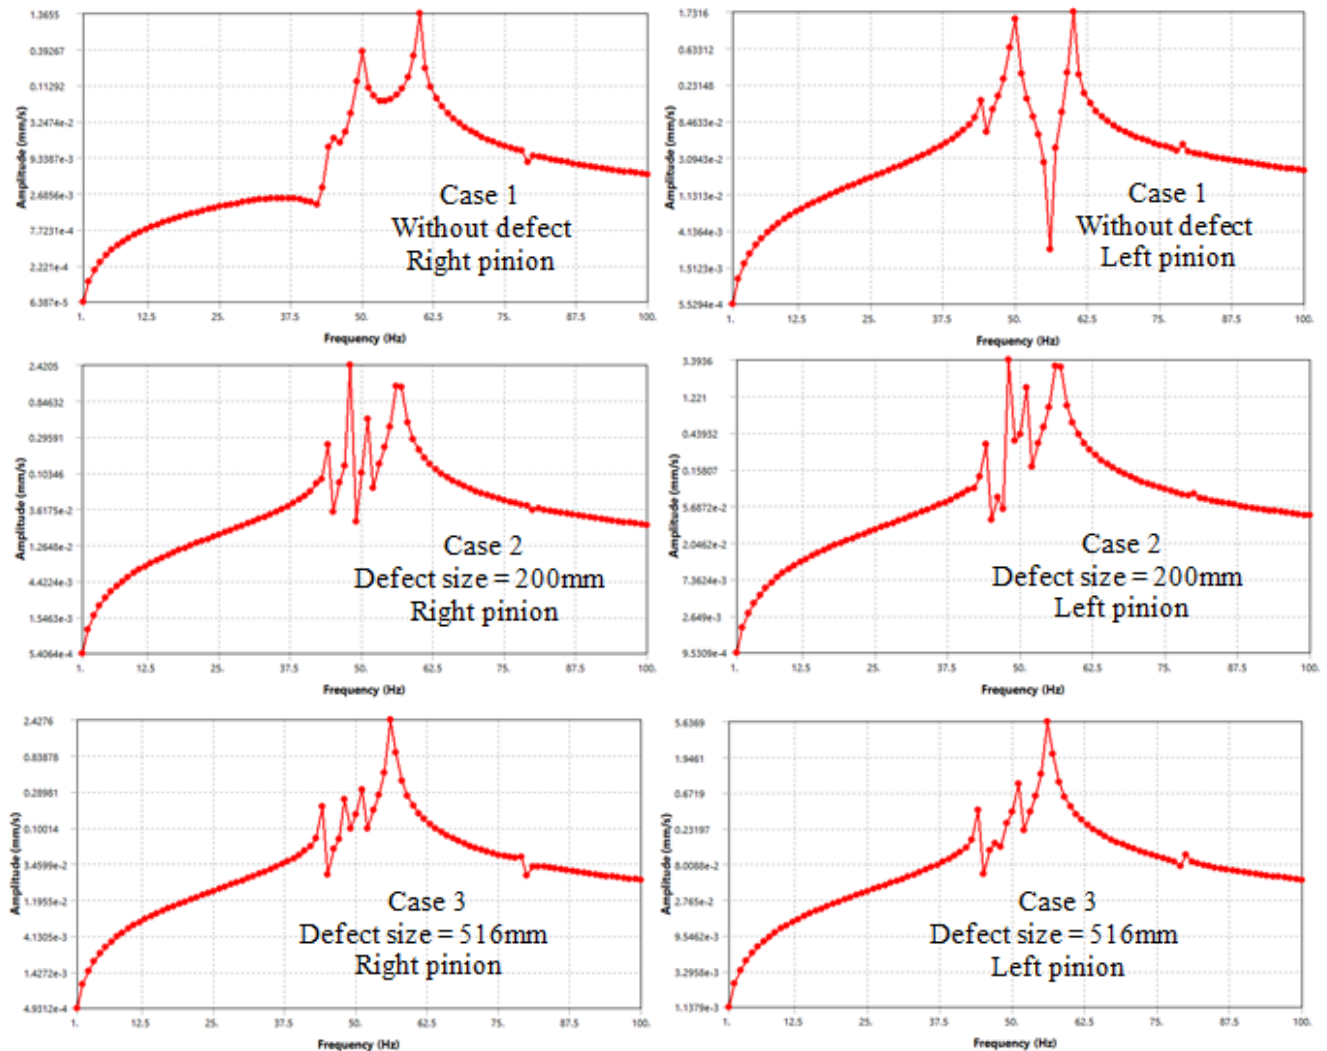 1.3655
0.39267
0.11292
3.2474e-2
9.3387e-3
2.6856e-3
7.7231e-4
2.221e-4
6.387e-5
Amplitude (mm/s)
1.
12.5
25.
37.5
50.
62.5
75.
87.5
100.
Frequency (Hz)
Case 1
Without defect
Right pinion
1.7316
0.63312
0.23148
8.4633e-2
3.0943e-2
1.1313e-2
4.1364e-3
1.5123e-3
5.5294e-4
Amplitude (mm/s)
1.
12.5
25.
37.5
50.
62.5
75.
87.5
100.
Frequency (Hz)
Case 1
Without defect
Left pinion
2.4205
0.84632
0.29591
0.10346
3.6175e-2
1.2648e-2
4.4224e-3
1.5463e-3
5.4064e-4
Amplitude (mm/s)
1.
12.5
25.
37.5
50.
62.5
75.
87.5
100.
Frequency (Hz)
Case 2
Defect size = 200mm
Right pinion
3.3936
1.221
0.43932
0.15807
5.6872e-2
2.0462e-2
7.3624e-3
2.649e-3
9.5309e-4
Amplitude (mm/s)
1.
12.5
25.
37.5
50.
62.5
75.
87.5
100.
Frequency (Hz)
Case 2
Defect size = 200mm
Left pinion
2.4276
0.83878
0.28981
0.10014
3.4599e-2
1.1955e-2
4.1305e-3
1.4272e-3
4.9312e-4
Amplitude (mm/s)
1.
12.5
25.
37.5
50.
62.5
75.
87.5
100.
Frequency (Hz)
Case 3
Defect size = 516mm
Right pinion
5.6369
1.9461
0.6719
0.23197
8.0088e-2
2.765e-2
9.5462e-3
3.2958e-3
1.1379e-3
Amplitude (mm/s)
1.
12.5
25.
37.5
50.
62.5
75.
87.5
100.
Frequency (Hz)
Case 3
Defect size = 516mm
Left pinion